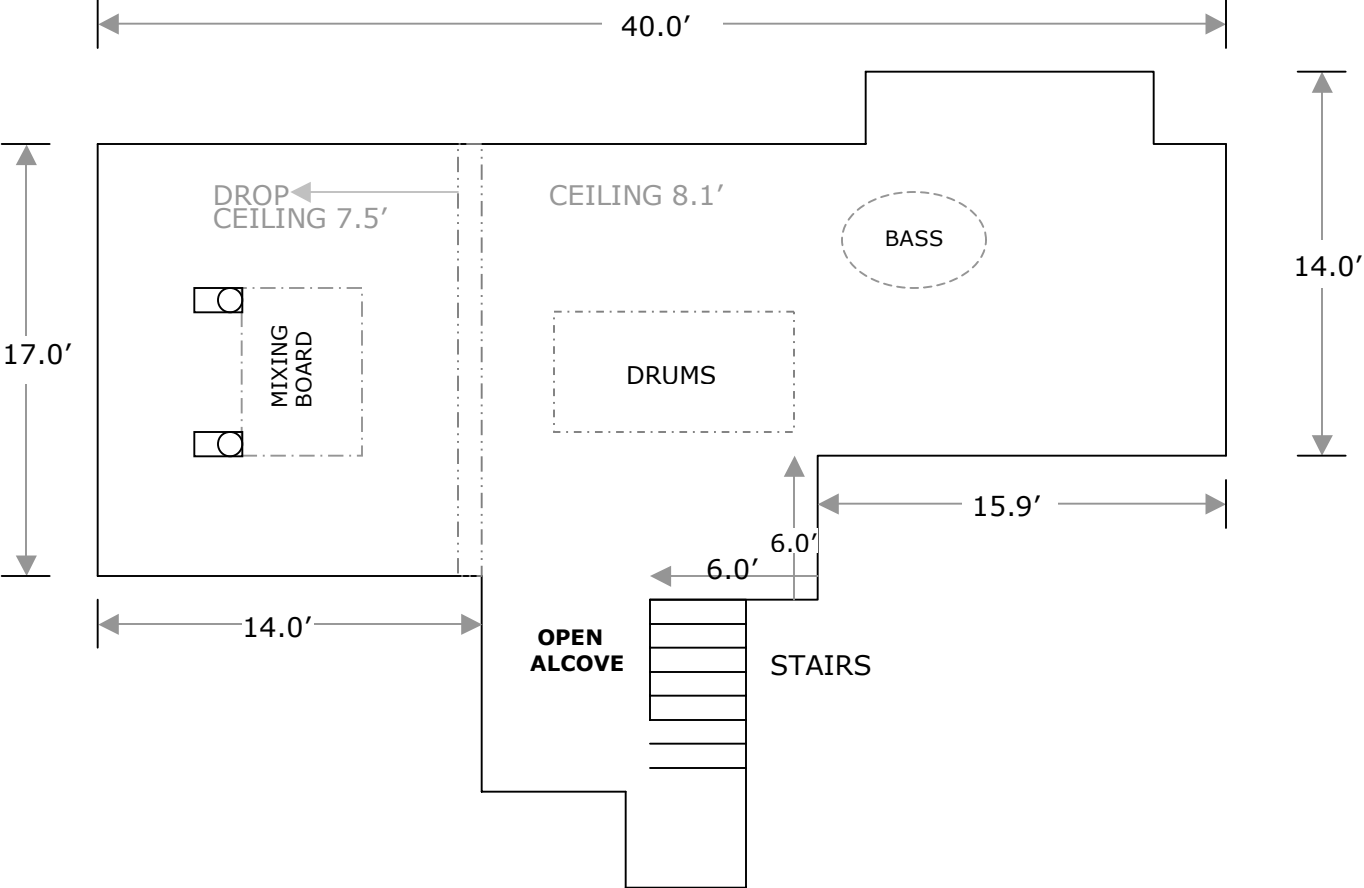 40.0′
DROP
CEILING 7.5′
CEILING 8.1′
BASS
14.0′
17.0′
MIXING
BOARD
DRUMS
15.9′
6.0′
6.0′
14.0′
OPEN
ALCOVE
STAIRS